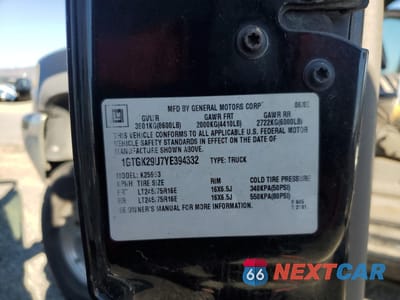 MFD BY GENERAL MOTORS CORP
GVWR GAWR FRT GAWR RR
3901KG(8600LB) 2000KG(4410LB) 2722KG(6000LB)
THIS VEHICLE CONFORMS TO ALL APPLICABLE U.S. FEDERAL MOTOR
VEHICLE SAFETY STANDARDS IN EFFECT ON THE DATE OF
MANUFACTURE SHOWN ABOVE.
TYPE: TRUCK
MODEL:
TIRE SIZE RIM COLD TIRE PRESSURE
LT245/75R16E 16X6.5J 340KPA(50PSI)
LT245/75R16E 16X6.5J 550KPA(80PSI)
OWNER'S MANUAL FOR MORE INFORMATION.
GM
66 NEXTCAR